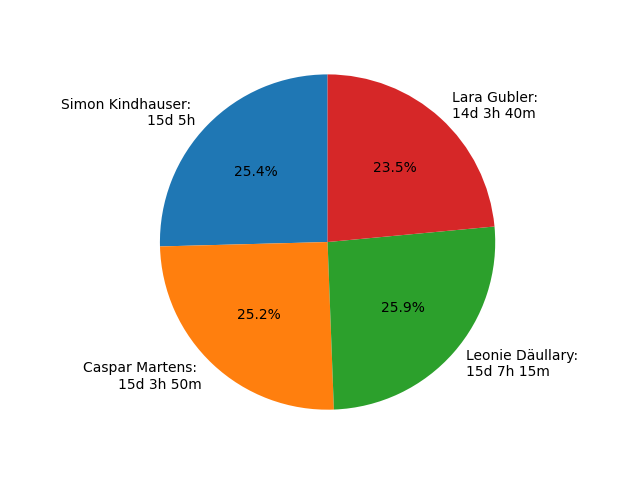 Simon Kindhauser:
15d 5h
25.4%
Lara Gubler:
14d 3h 40m
23.5%
Caspar Martens:
15d 3h 50m
25.2%
Leonie Däullary:
15d 7h 15m
25.9%